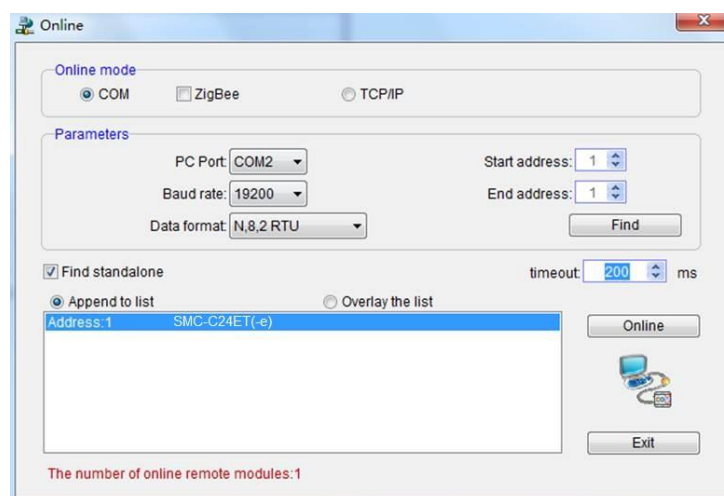 Online
Online mode
COM ZigBee TCP/IP
Parameters
PC Port: COM2 Start address: 1
Baud rate: 19200 End address: 1
Data format: N,8,2 RTU Find
Find standalone timeout: 200 ms
Append to list Overlay the list
Address:1 SMC-C24ET(-e)
Online
Exit
The number of online remote modules:1